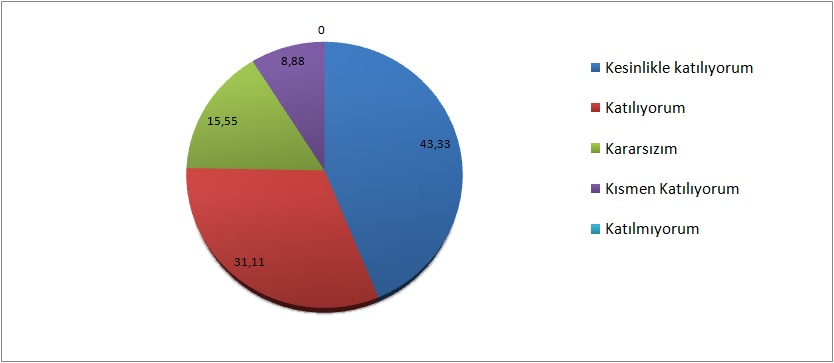 0
8,88
15,55
43,33
31,11
Kesinlikle katılıyorum
Katılıyorum
Kararsızım
Kısmen Katılıyorum
Katılmıyorum